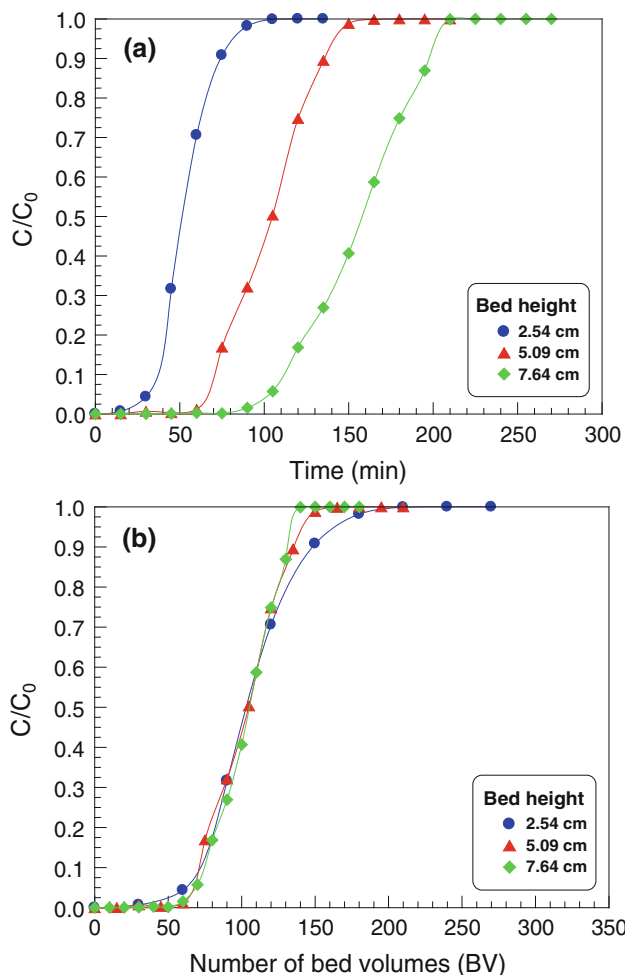 (a)
1.0
0.9
0.8
0.7
0.6
0.5
0.4
0.3
0.2
0.1
0.0
C/C0
Bed height
2.54 cm
5.09 cm
7.64 cm
0 50 100 150 200 250 300
Time (min)
(b)
1.0
0.9
0.8
0.7
0.6
0.5
0.4
0.3
0.2
0.1
0.0
C/C0
Bed height
2.54 cm
5.09 cm
7.64 cm
0 50 100 150 200 250 300 350
Number of bed volumes (BV)